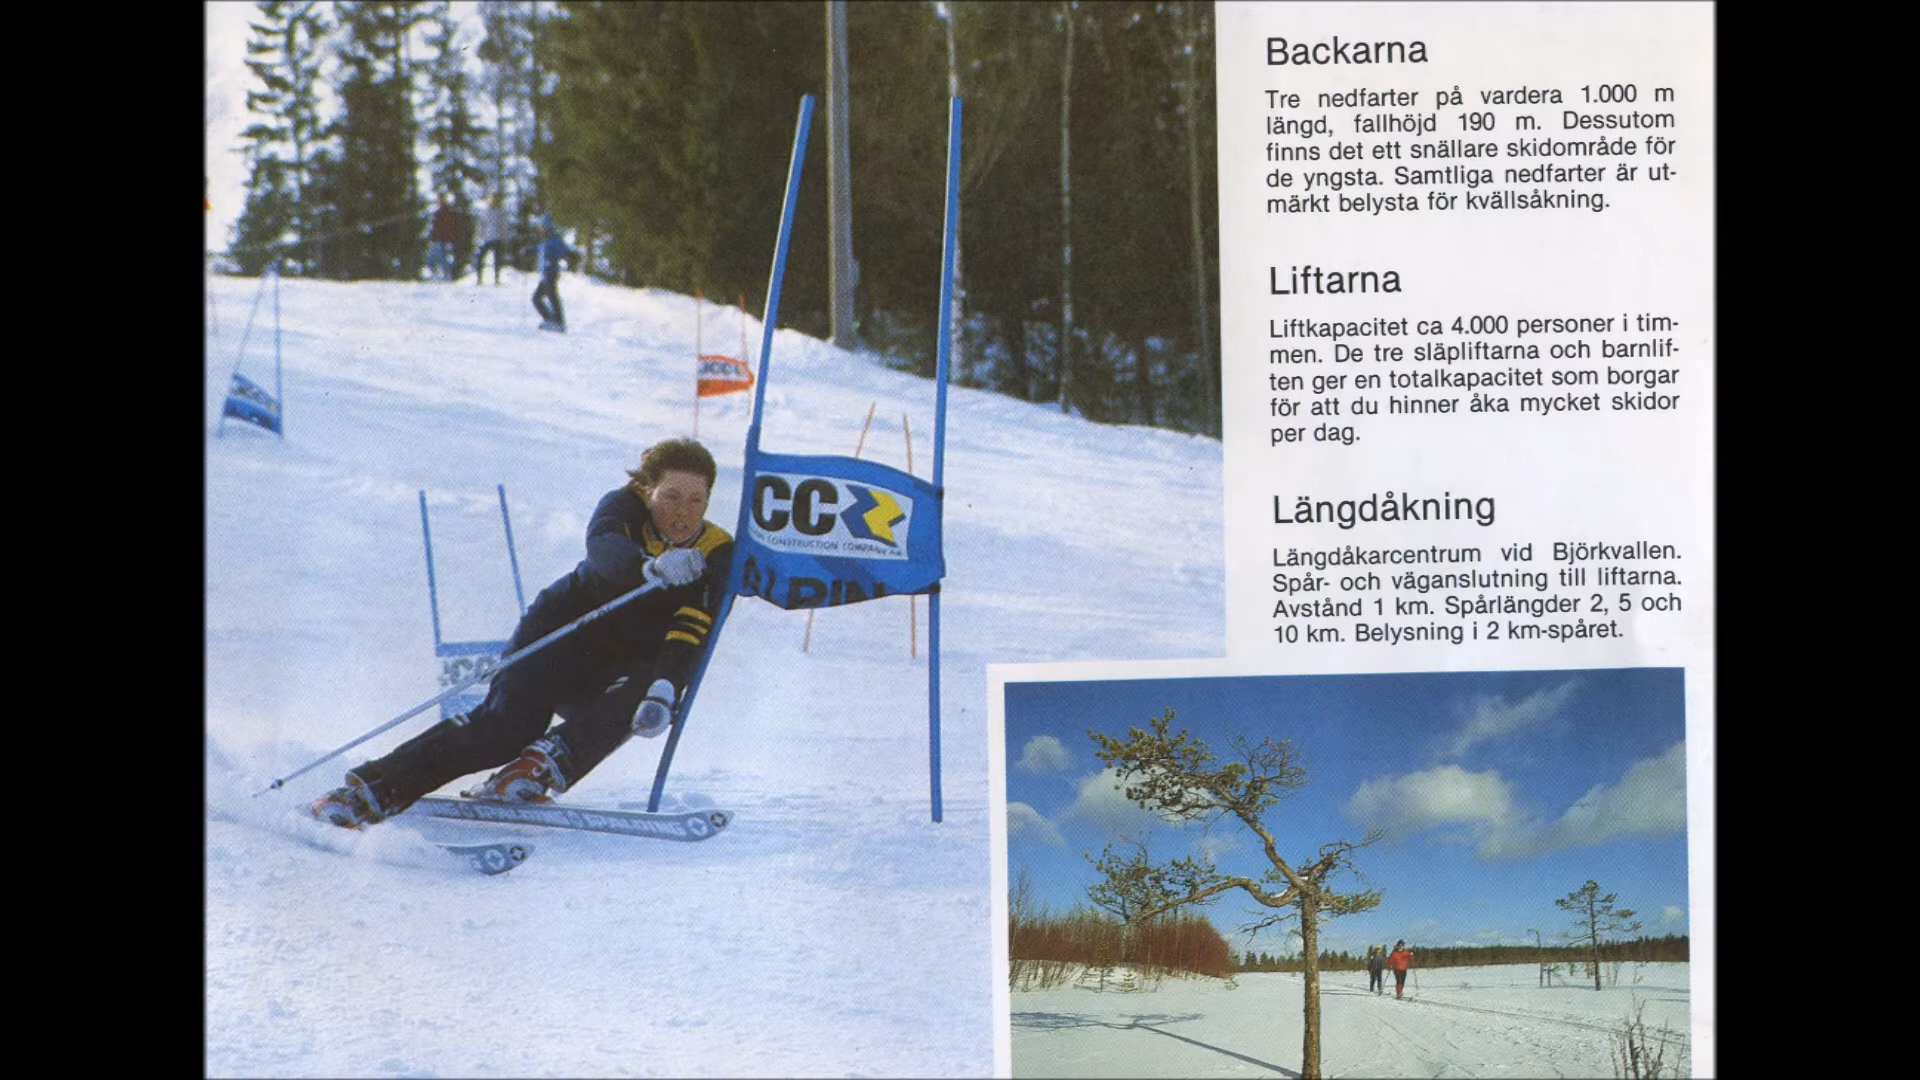 Backarna
Tre nedfarter på vardera 1.000 m
längd, fallhöjd 190 m. Dessutom
finns det ett snällare skidområde för
de yngsta. Samtliga nedfarter är ut-
märkt belysta för kvällsåkning.
Liftarna
Liftkapacitet ca 4.000 personer i tim-
men. De tre släpliftarna och barnlif-
ten ger en totalkapacitet som borgar
för att du hinner åka mycket skidor
per dag.
Längdåkning
Längdåkarcentrum vid Björkvallen.
Spår- och väganslutning till liftarna.
Avstånd 1 km. Spårlängder 2, 5 och
10 km. Belysning i 2 km-spåret.
CC
CONSTRUCTION COMPANY